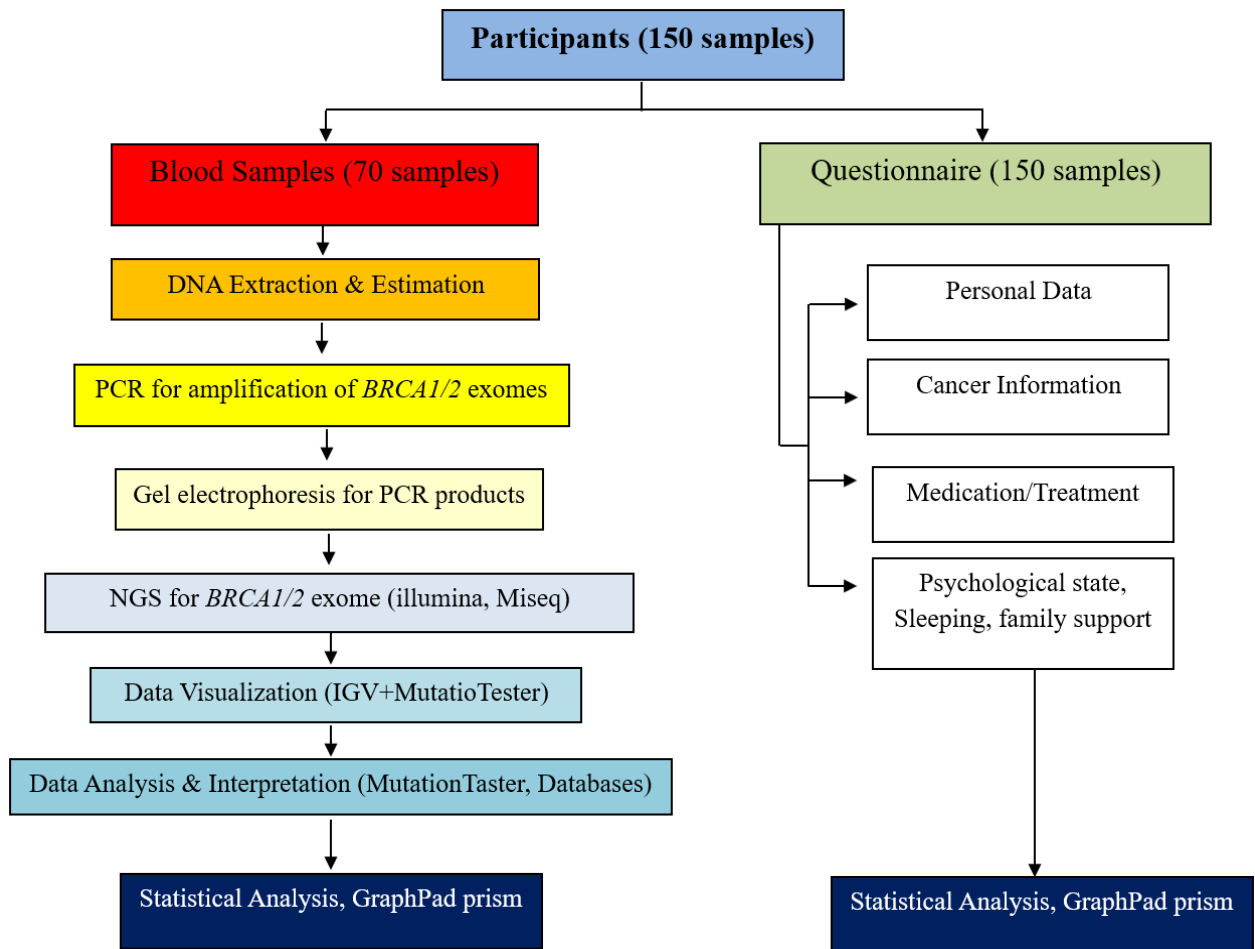 Participants (150 samples)
Blood Samples (70 samples)
DNA Extraction & Estimation
PCR for amplification of BRCA1/2 exomes
Gel electrophoresis for PCR products
NGS for BRCA1/2 exome (illumina, Miseq)
Data Visualization (IGV+MutatioTester)
Data Analysis & Interpretation (MutationTaster, Databases)
Statistical Analysis, GraphPad prism
Questionnaire (150 samples)
Personal Data
Cancer Information
Medication/Treatment
Psychological state,
Sleeping, family support
Statistical Analysis, GraphPad prism